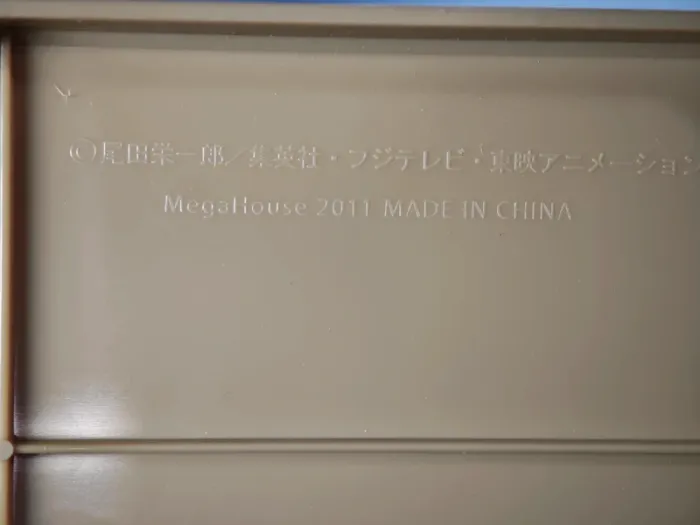 ©尾田栄一郎／集英社・フジテレビ・東映アニメーション
MegaHouse 2011 MADE IN CHINA